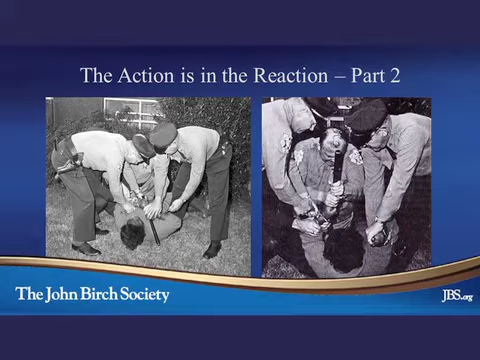 The Action is in the Reaction – Part 2
The John Birch Society
JBS.org